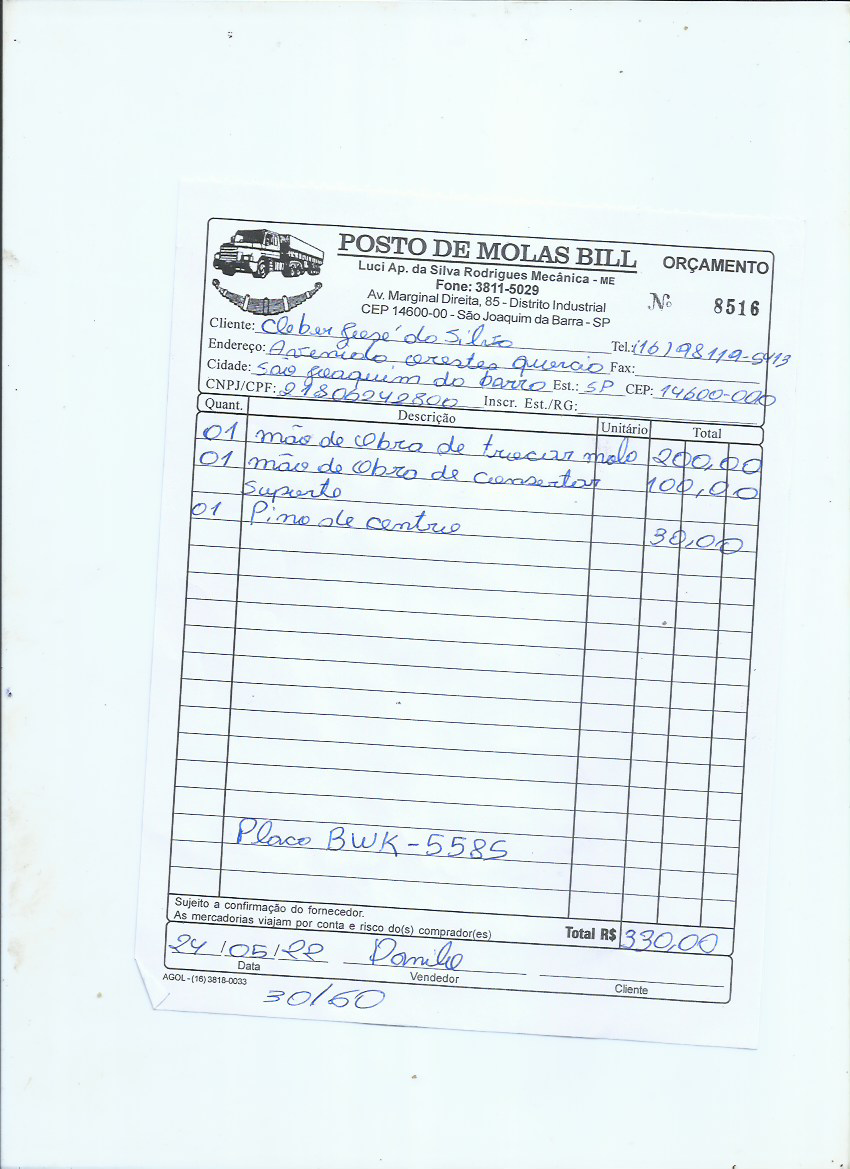 POSTO DE MOLAS BILL
ORÇAMENTO
Luci Ap. da Silva Rodrigues Mecânica - ME
Fone: 3811-5029
Av. Marginal Direita, 85 - Distrito Industrial
CEP 14600-00 - São Joaquim da Barra - SP
Nº 8516
Cliente: Cleber José do Silva Tel.: (16) 98119-5413
Endereço: Avenida orestes quercia Fax:
Cidade: São Joaquim da barra Est.: SP CEP: 14600-000
CNPJ/CPF: 21806242800 Inscr. Est./RG:
Quant. Descrição Unitário Total
01 mão de obra de trocar mola 200,00
01 mão de obra de consertar 100,00
suporte
01 Pino de centro 30,00
Placa BWK-5585
Sujeito a confirmação do fornecedor.
As mercadorias viajam por conta e risco do(s) comprador(es)
Total R$ 330,00
24/05/22 Danilo
Data Vendedor Cliente
AGOL - (16) 3818-0033
30/60